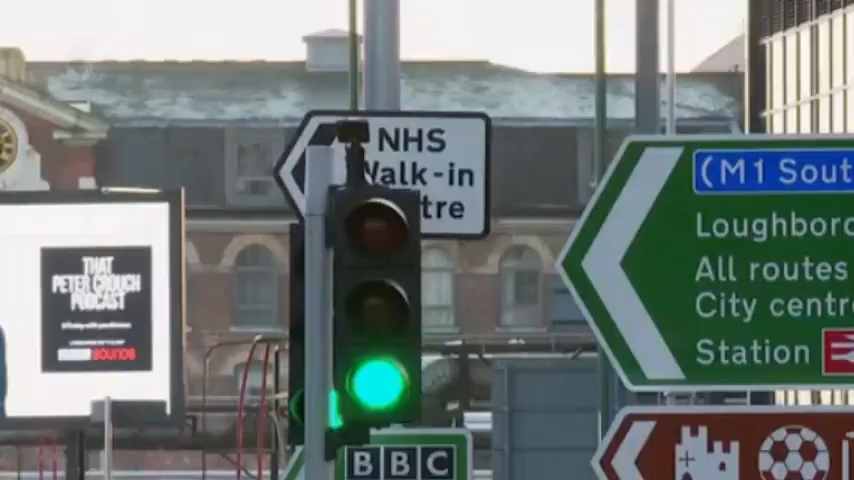 NHS
Walk-in
tre
THAT
PETER CROUCH
PODCAST
SOUNDS
(M1 Sout
Loughboro
All routes
City centre
Station
BBC